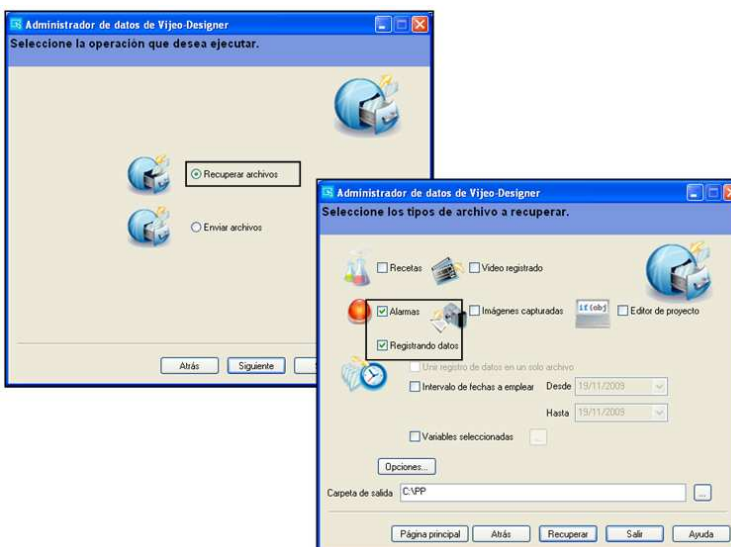 Administrador de datos de Vijeo-Designer
Seleccione la operación que desea ejecutar.
Recuperar archivos
Enviar archivos
Atrás Siguiente
Administrador de datos de Vijeo-Designer
Seleccione los tipos de archivo a recuperar.
Recetas Video registrado
Alarmas Imágenes capturadas if(obj Editor de proyecto
Registrando datos
Unir registro de datos en un solo archivo
Intervalo de fechas a emplear Desde 19/11/2009
Hasta 19/11/2009
Variables seleccionadas ...
Opciones...
Carpeta de salida C:\PP ...
Página principal Atrás Recuperar Salir Ayuda